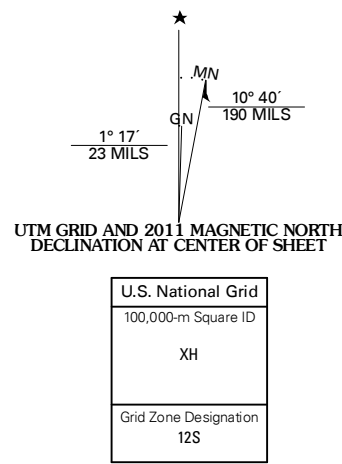 ★
MN
GN
10° 40´
190 MILS
1° 17´
23 MILS
UTM GRID AND 2011 MAGNETIC NORTH
DECLINATION AT CENTER OF SHEET
U.S. National Grid
100,000-m Square ID
XH
Grid Zone Designation
12S